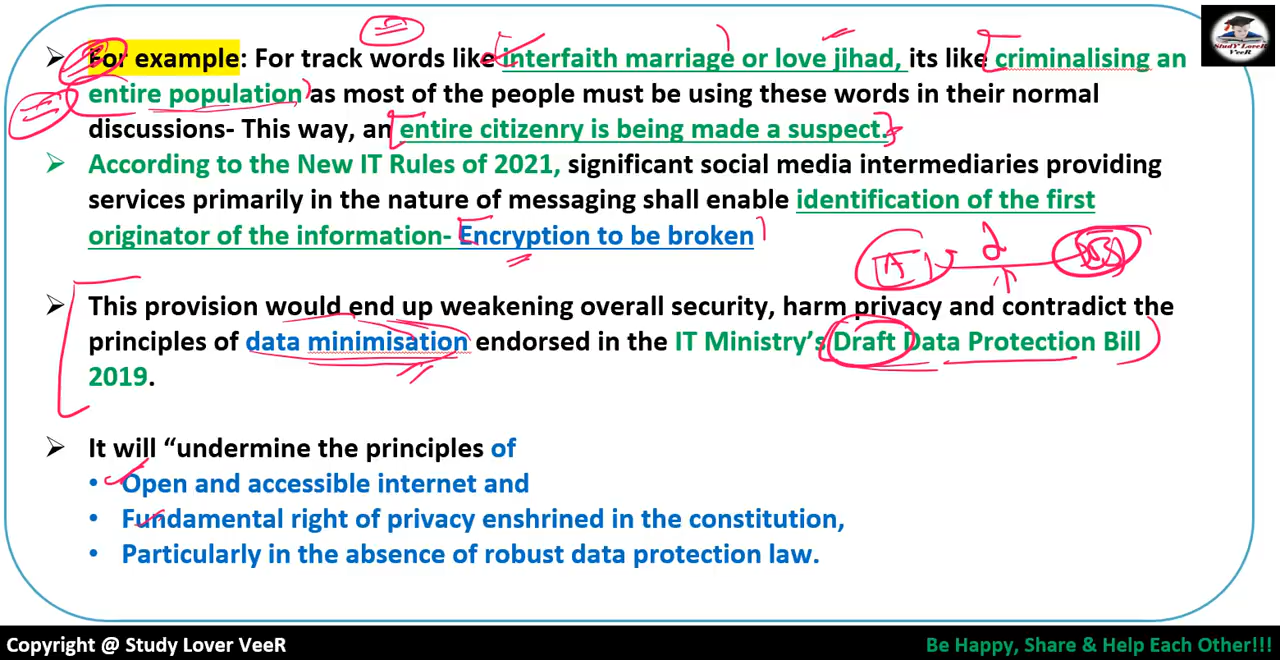 For example: For track words like interfaith marriage or love jihad, its like criminalising an
entire population as most of the people must be using these words in their normal
discussions- This way, an entire citizenry is being made a suspect.
According to the New IT Rules of 2021, significant social media intermediaries providing
services primarily in the nature of messaging shall enable identification of the first
originator of the information- Encryption to be broken
This provision would end up weakening overall security, harm privacy and contradict the
principles of data minimisation endorsed in the IT Ministry's Draft Data Protection Bill
2019.
It will “undermine the principles of
• Open and accessible internet and
• Fundamental right of privacy enshrined in the constitution,
• Particularly in the absence of robust data protection law.
Study Lover
VeeR
Copyright @ Study Lover VeeR
Be Happy, Share & Help Each Other!!!